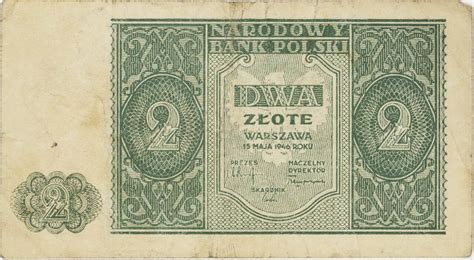 NARODOWY
BANK POLSKI
2
2
DWA
ZŁOTE
WARSZAWA
15 MAJA 1946 ROKU
PREZES
NACZELNY
DYREKTOR
SKARBNIK
2